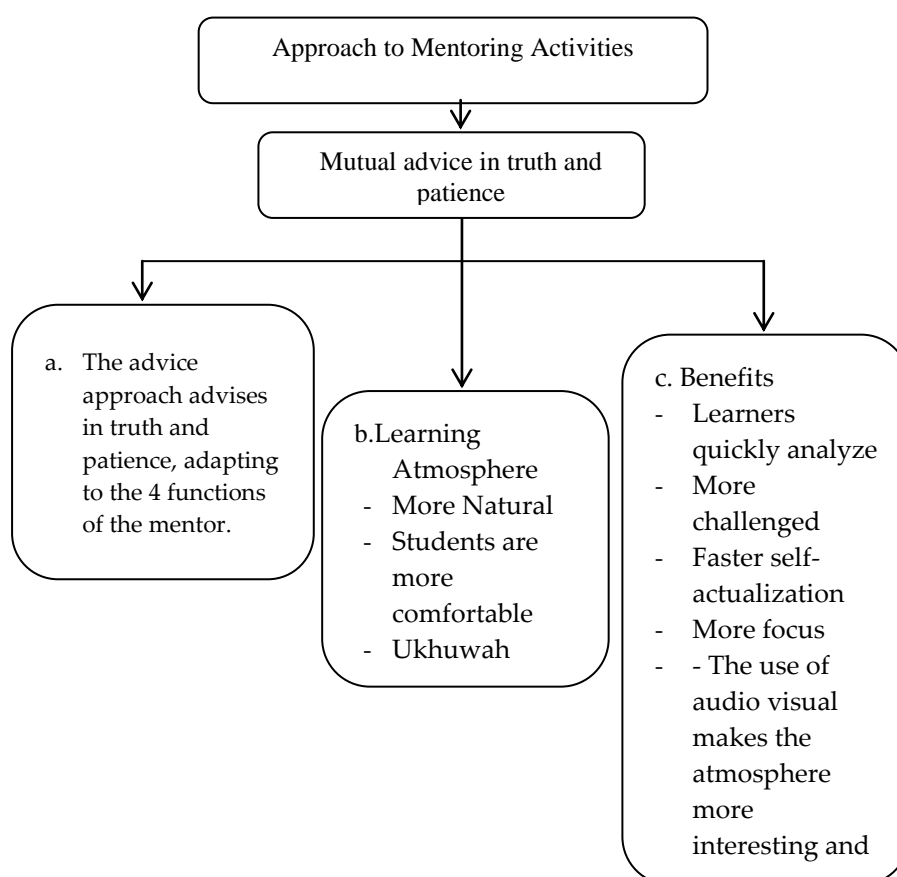 Approach to Mentoring Activities
Mutual advice in truth and
patience
a. The advice
approach advises
in truth and
patience, adapting
to the 4 functions
of the mentor.
b.Learning
Atmosphere
- More Natural
- Students are
more
comfortable
- Ukhuwah
c. Benefits
- Learners
quickly analyze
- More
challenged
- Faster self-
actualization
- More focus
- - The use of
audio visual
makes the
atmosphere
more
interesting and